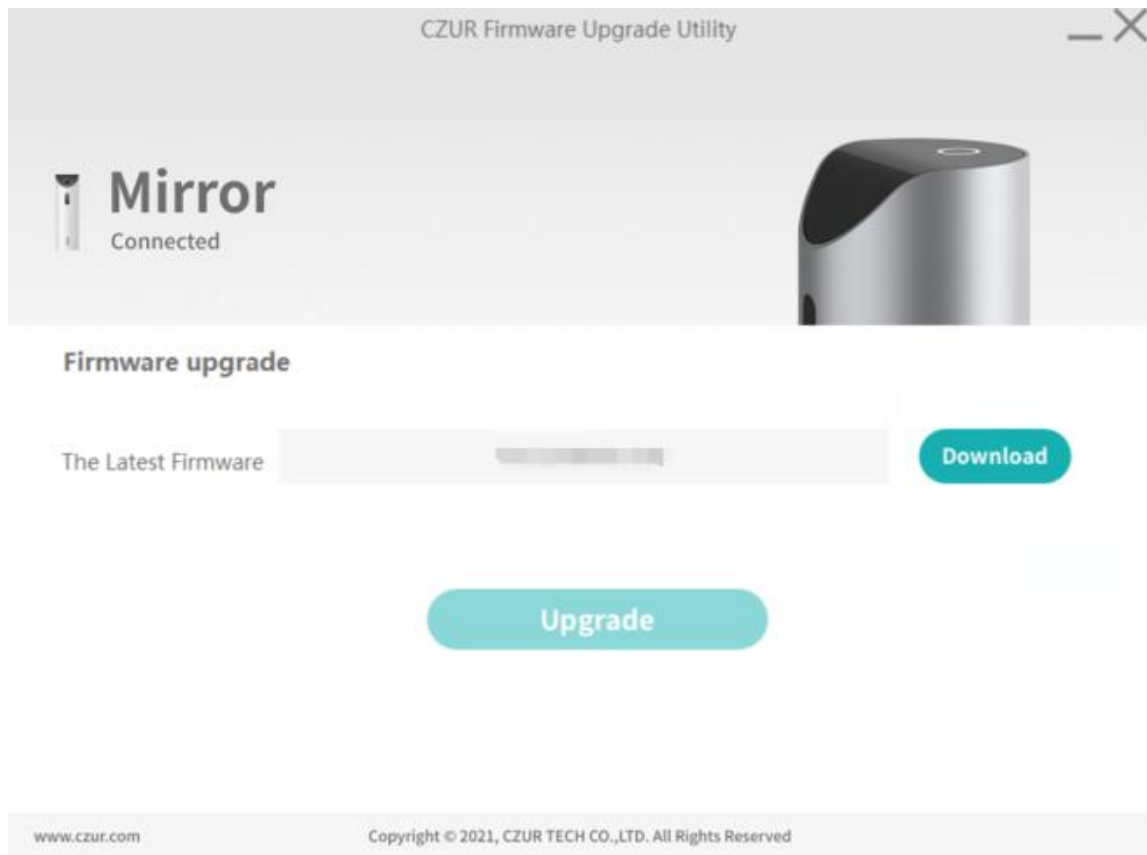 CZUR Firmware Upgrade Utility
Mirror
Connected
Firmware upgrade
The Latest Firmware
Download
Upgrade
www.czur.com
Copyright © 2021, CZUR TECH CO.,LTD. All Rights Reserved